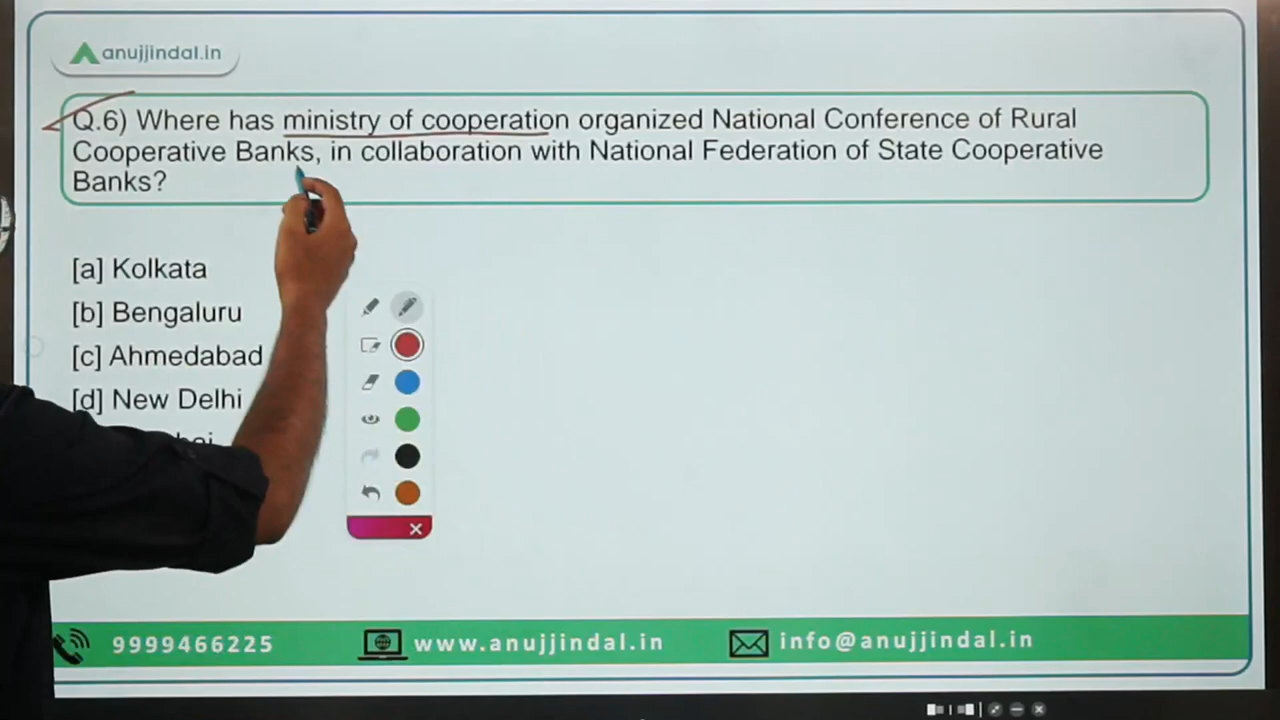 anujjindal.in
Q.6) Where has ministry of cooperation organized National Conference of Rural
Cooperative Banks, in collaboration with National Federation of State Cooperative
Banks?
[a] Kolkata
[b] Bengaluru
[c] Ahmedabad
[d] New Delhi
9999466225
www.anujjindal.in
info@anujjindal.in